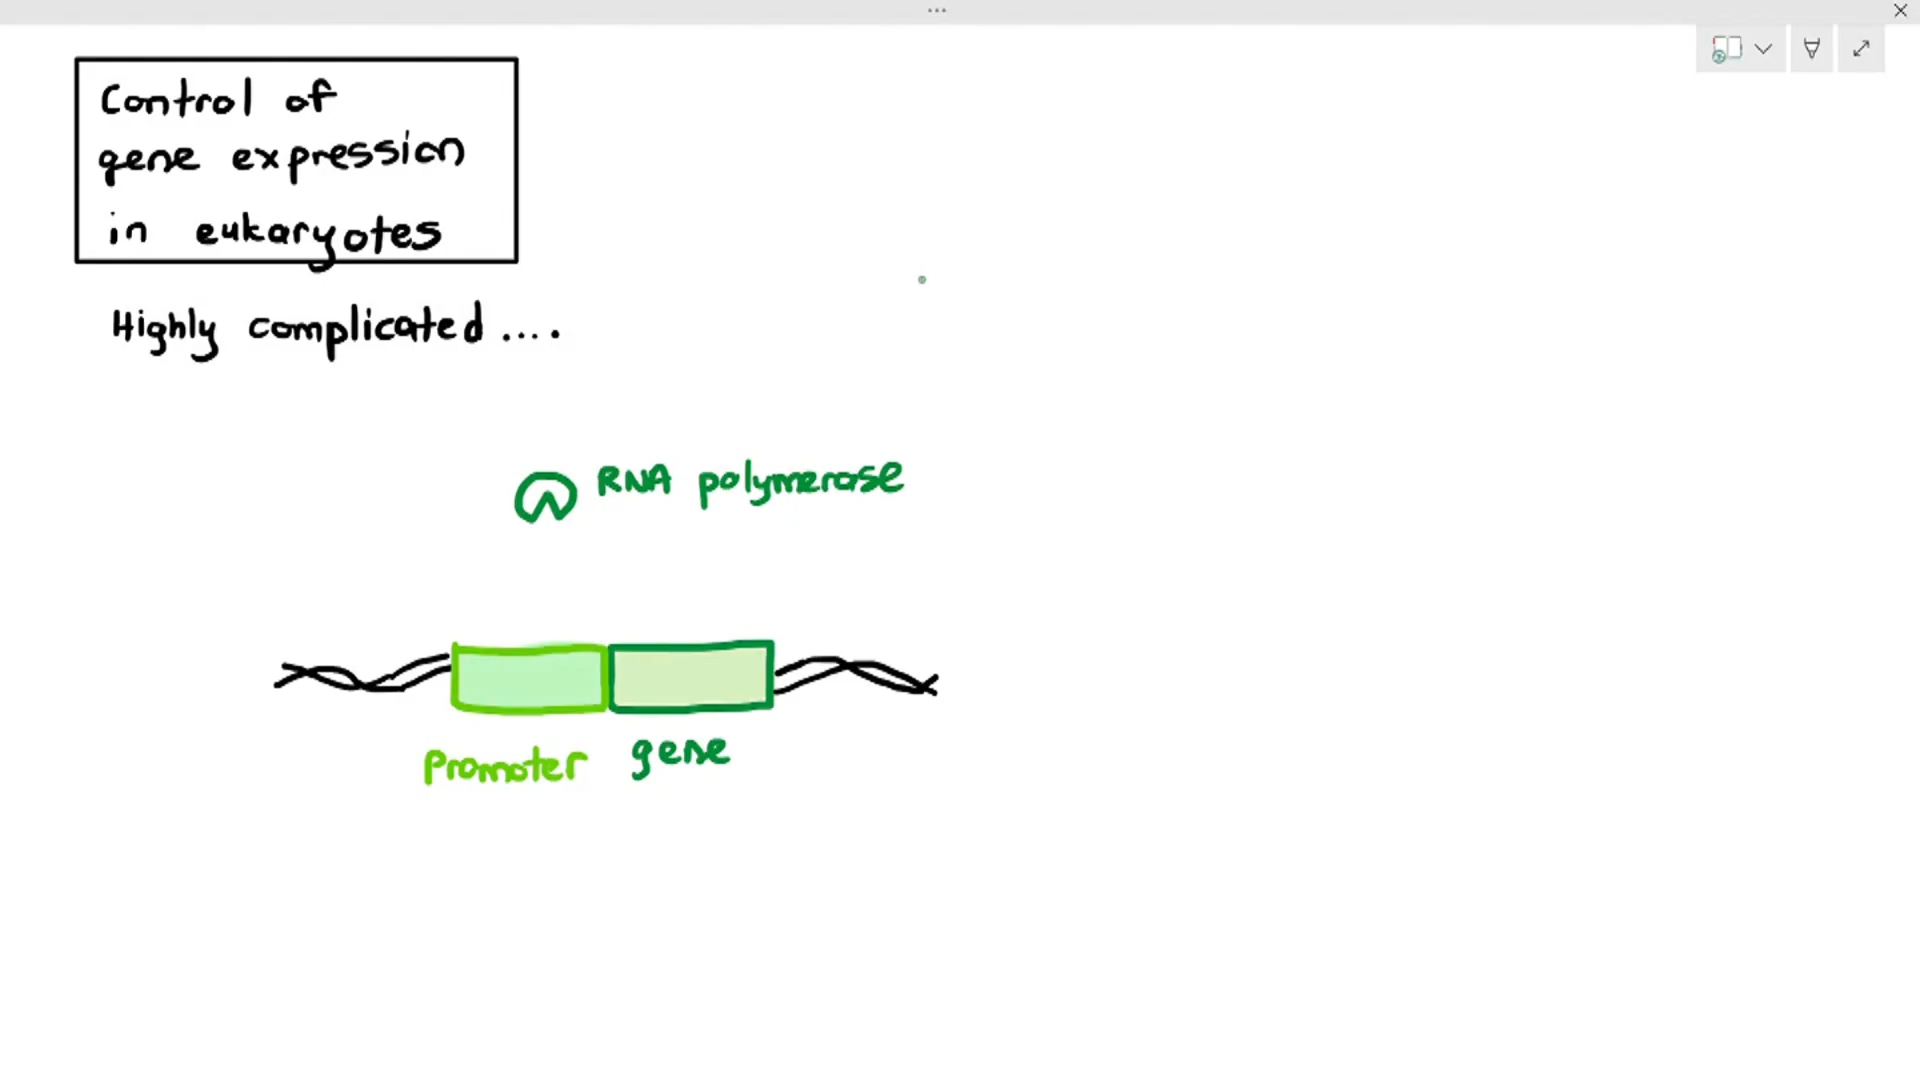 Control of
gene expression
in eukaryotes
Highly complicated ....
RNA polymerase
Promoter gene